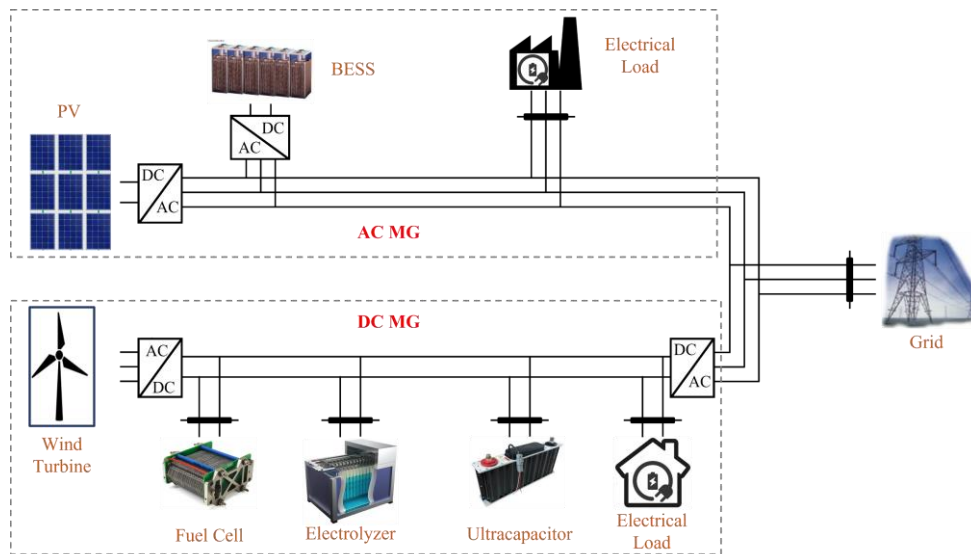 Electrical
Load
BESS
PV
DC
AC
DC
AC
AC MG
DC MG
Grid
AC
DC
DC
AC
Wind
Turbine
Fuel Cell
Electrolyzer
Ultracapacitor
Electrical
Load